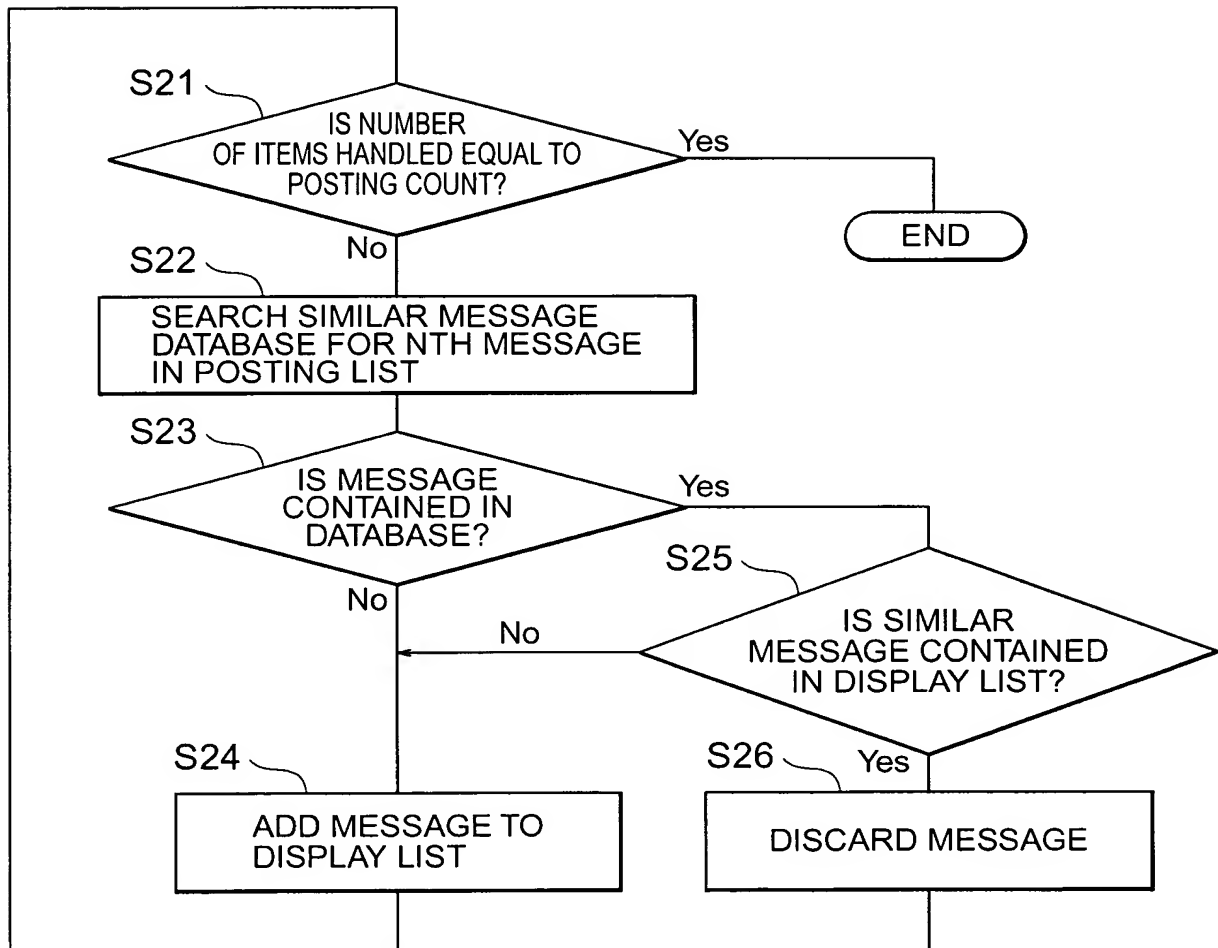 S21
IS NUMBER
OF ITEMS HANDLED EQUAL TO
POSTING COUNT?
Yes
END
No
S22
SEARCH SIMILAR MESSAGE
DATABASE FOR NTH MESSAGE
IN POSTING LIST
S23
IS MESSAGE
CONTAINED IN
DATABASE?
Yes
No
S25
IS SIMILAR
MESSAGE CONTAINED
IN DISPLAY LIST?
No
Yes
S24
ADD MESSAGE TO
DISPLAY LIST
S26
DISCARD MESSAGE